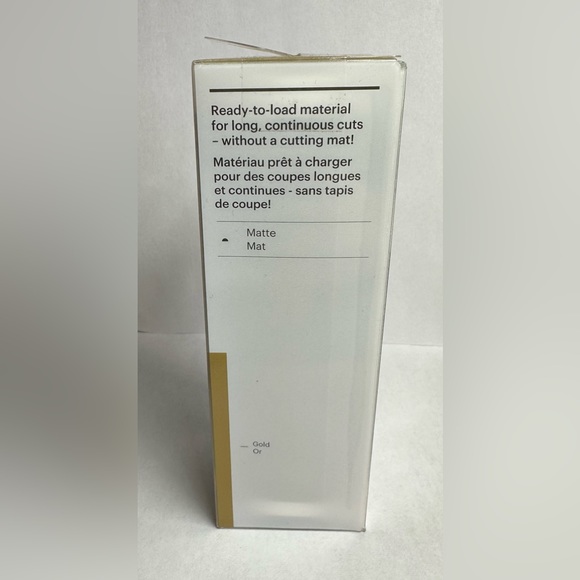 Ready-to-load material
for long, continuous cuts
– without a cutting mat!
Matériau prêt à charger
pour des coupes longues
et continues - sans tapis
de coupe!
Matte
Mat
Gold
Or